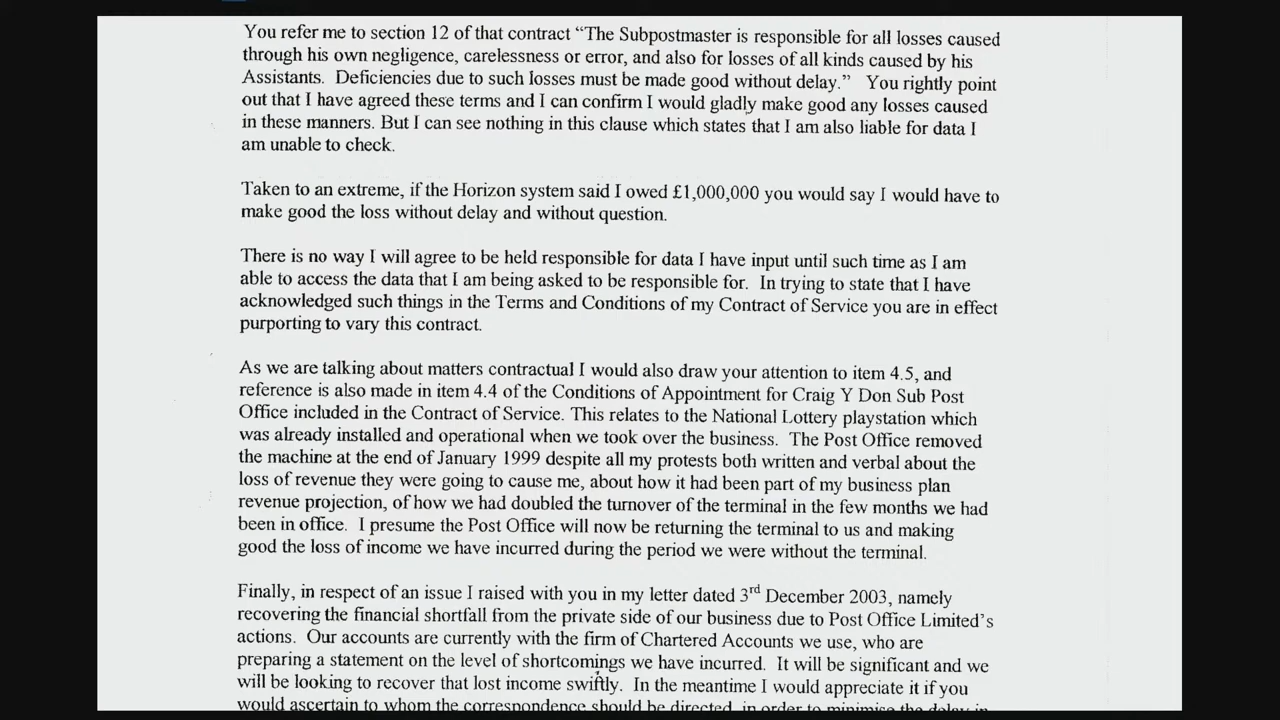 You refer me to section 12 of that contract “The Subpostmaster is responsible for all losses caused
through his own negligence, carelessness or error, and also for losses of all kinds caused by his
Assistants.  Deficiencies due to such losses must be made good without delay.”   You rightly point
out that I have agreed these terms and I can confirm I would gladly make good any losses caused
in these manners. But I can see nothing in this clause which states that I am also liable for data I
am unable to check.
Taken to an extreme, if the Horizon system said I owed £1,000,000 you would say I would have to
make good the loss without delay and without question.
There is no way I will agree to be held responsible for data I have input until such time as I am
able to access the data that I am being asked to be responsible for.  In trying to state that I have
acknowledged such things in the Terms and Conditions of my Contract of Service you are in effect
purporting to vary this contract.
As we are talking about matters contractual I would also draw your attention to item 4.5, and
reference is also made in item 4.4 of the Conditions of Appointment for Craig Y Don Sub Post
Office included in the Contract of Service. This relates to the National Lottery playstation which
was already installed and operational when we took over the business.  The Post Office removed
the machine at the end of January 1999 despite all my protests both written and verbal about the
loss of revenue they were going to cause me, about how it had been part of my business plan
revenue projection, of how we had doubled the turnover of the terminal in the few months we had
been in office.  I presume the Post Office will now be returning the terminal to us and making
good the loss of income we have incurred during the period we were without the terminal.
Finally, in respect of an issue I raised with you in my letter dated 3rd December 2003, namely
recovering the financial shortfall from the private side of our business due to Post Office Limited’s
actions.  Our accounts are currently with the firm of Chartered Accounts we use, who are
preparing a statement on the level of shortcomings we have incurred.  It will be significant and we
will be looking to recover that lost income swiftly.  In the meantime I would appreciate it if you
would ascertain to whom the correspondence should be directed, in order to minimise the delay in